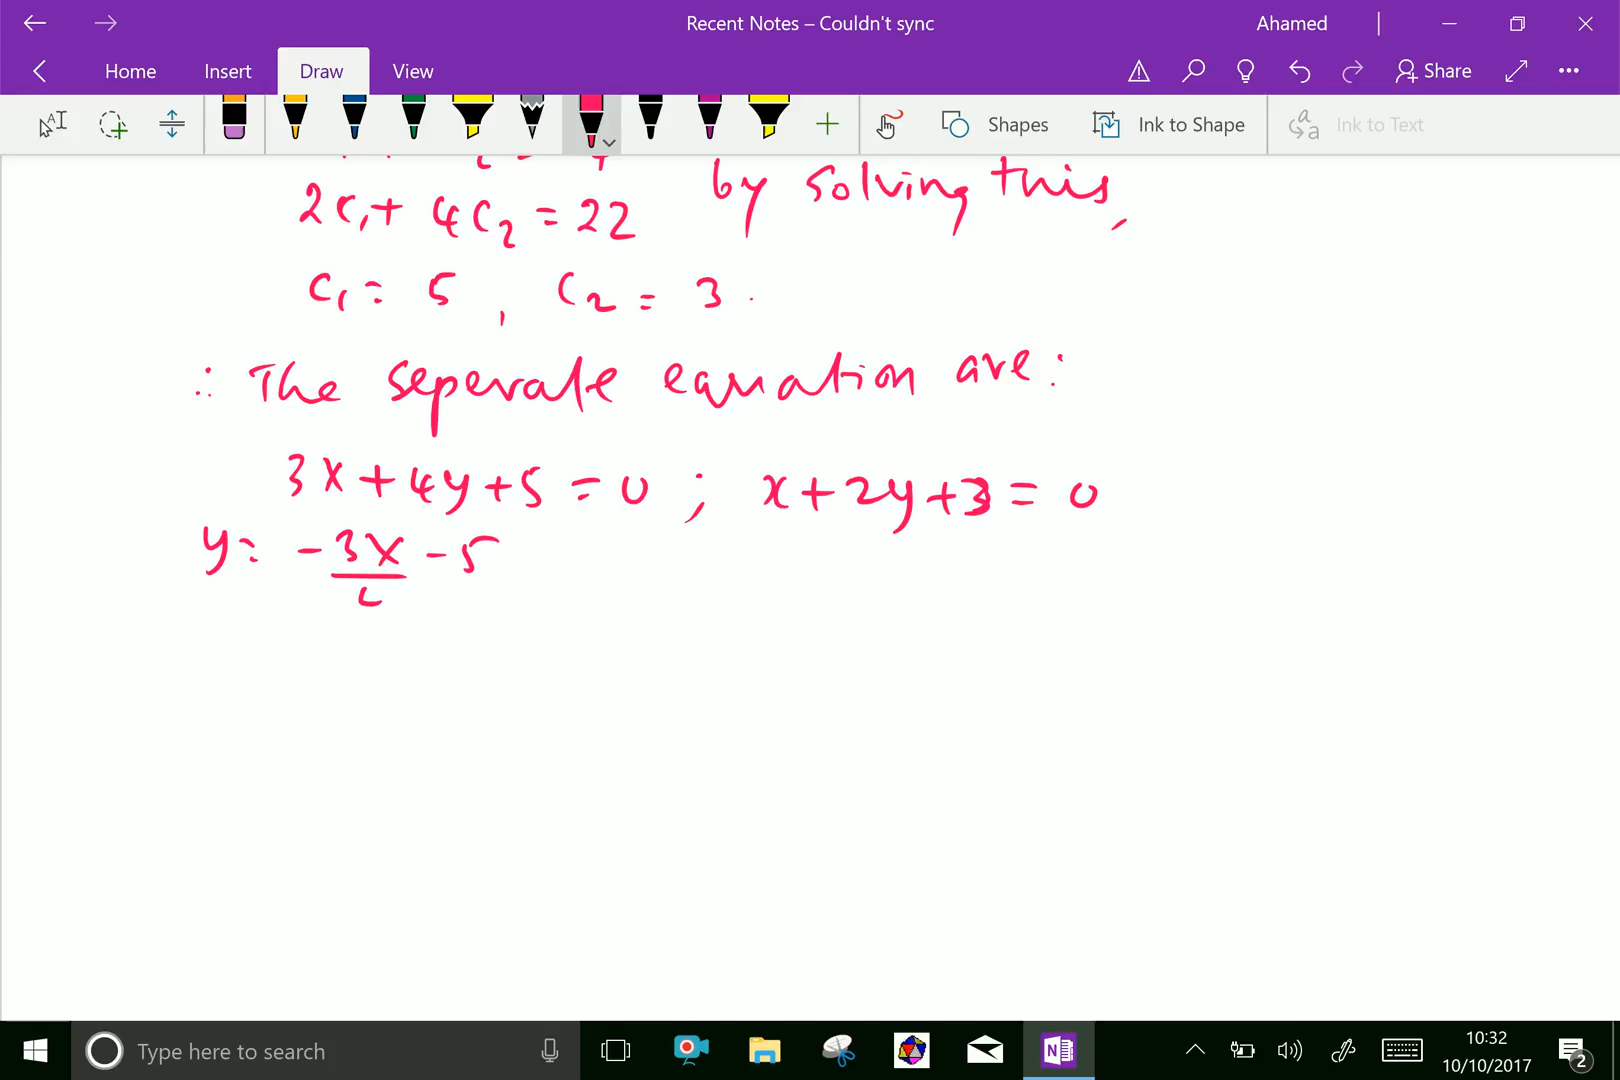 Recent Notes – Couldn't sync
Ahamed
Home Insert Draw View
Share
Shapes Ink to Shape Ink to Text
2c₁ + 4c₂ = 22 by solving this,
c₁ = 5 , c₂ = 3 .
∴ The seperate equation are :
3x + 4y + 5 = 0 ; x + 2y + 3 = 0
y = - 3x - 5
Type here to search
10:32
10/10/2017
2